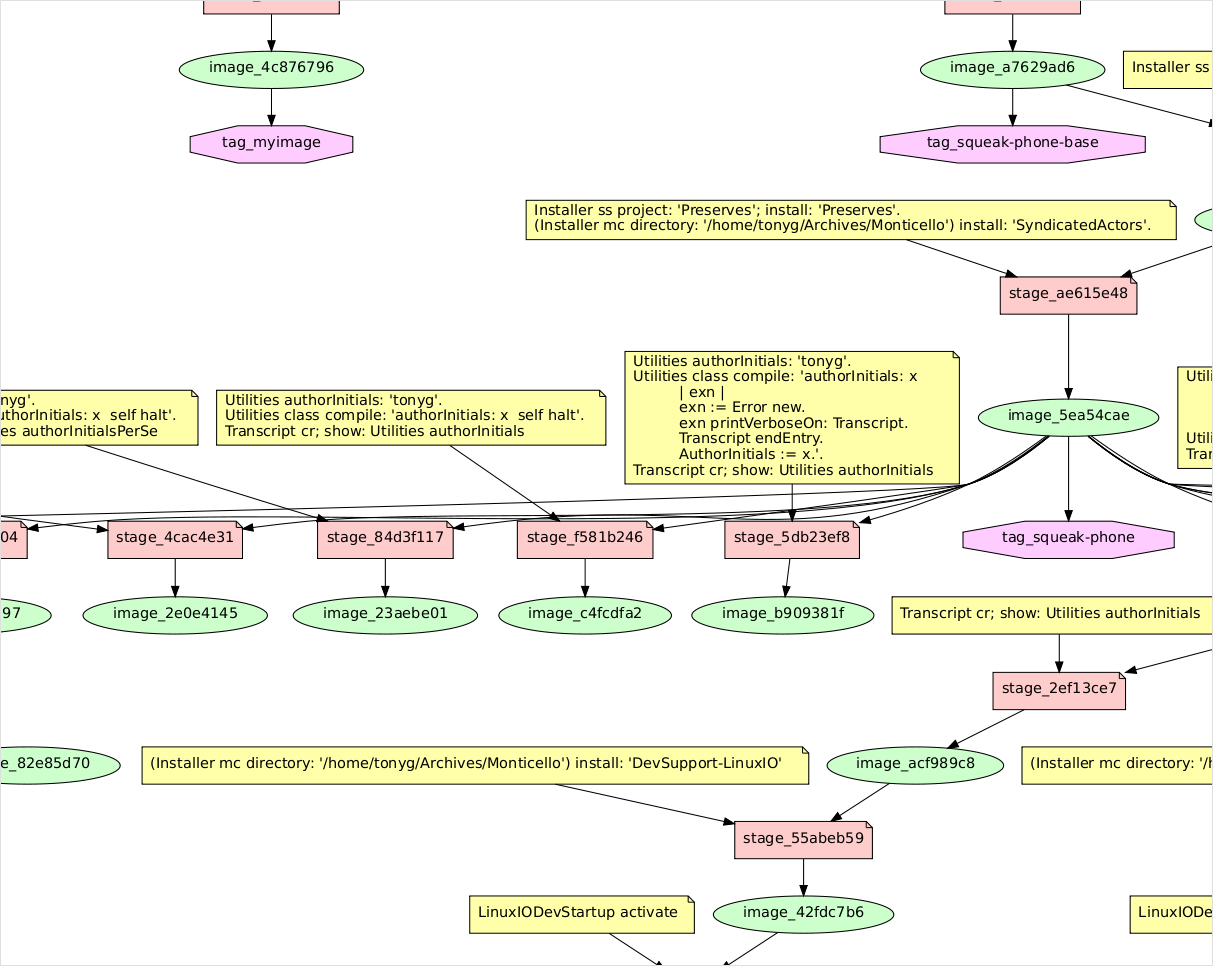 image_4c876796
image_a7629ad6
Installer ss
tag_myimage
tag_squeak-phone-base
Installer ss project: 'Preserves'; install: 'Preserves'.
(Installer mc directory: '/home/tonyg/Archives/Monticello') install: 'SyndicatedActors'.
stage_ae615e48
nyg'.
uthorInitials: x  self halt'.
es authorInitialsPerSe
Utilities authorInitials: 'tonyg'.
Utilities class compile: 'authorInitials: x  self halt'.
Transcript cr; show: Utilities authorInitials
Utilities authorInitials: 'tonyg'.
Utilities class compile: 'authorInitials: x
| exn |
exn := Error new.
exn printVerboseOn: Transcript.
Transcript endEntry.
AuthorInitials := x.'.
Transcript cr; show: Utilities authorInitials
image_5ea54cae
Utili
Utili
Tran
04
stage_4cac4e31
stage_84d3f117
stage_f581b246
stage_5db23ef8
tag_squeak-phone
97
image_2e0e4145
image_23aebe01
image_c4fcdfa2
image_b909381f
Transcript cr; show: Utilities authorInitials
stage_2ef13ce7
e_82e85d70
(Installer mc directory: '/home/tonyg/Archives/Monticello') install: 'DevSupport-LinuxIO'
image_acf989c8
(Installer mc directory: '/h
stage_55abeb59
LinuxIODevStartup activate
image_42fdc7b6
LinuxIODe